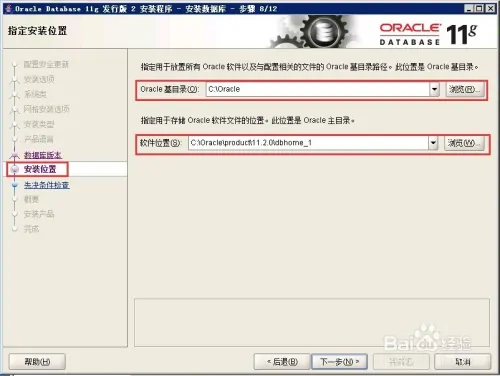 Oracle Database 11g 发行版 2 安装程序 - 安装数据库 - 步骤 8/12
指定安装位置
ORACLE
DATABASE 11g
配置安全更新
安装选项
系统类
网格安装选项
安装类型
产品语言
数据库版本
安装位置
先决条件检查
概要
安装产品
完成
指定用于放置所有 Oracle 软件以及与配置相关的文件的 Oracle 基目录路径。此位置是 Oracle 基目录。
Oracle 基目录(O): C:\Oracle 浏览(R)...
指定用于存储 Oracle 软件文件的位置。此位置是 Oracle 主目录。
软件位置(S): C:\Oracle\product\11.2.0\dbhome_1 浏览(W)...
Baidu经验
帮助(H) < 后退(B) 下一步(N) > 取消